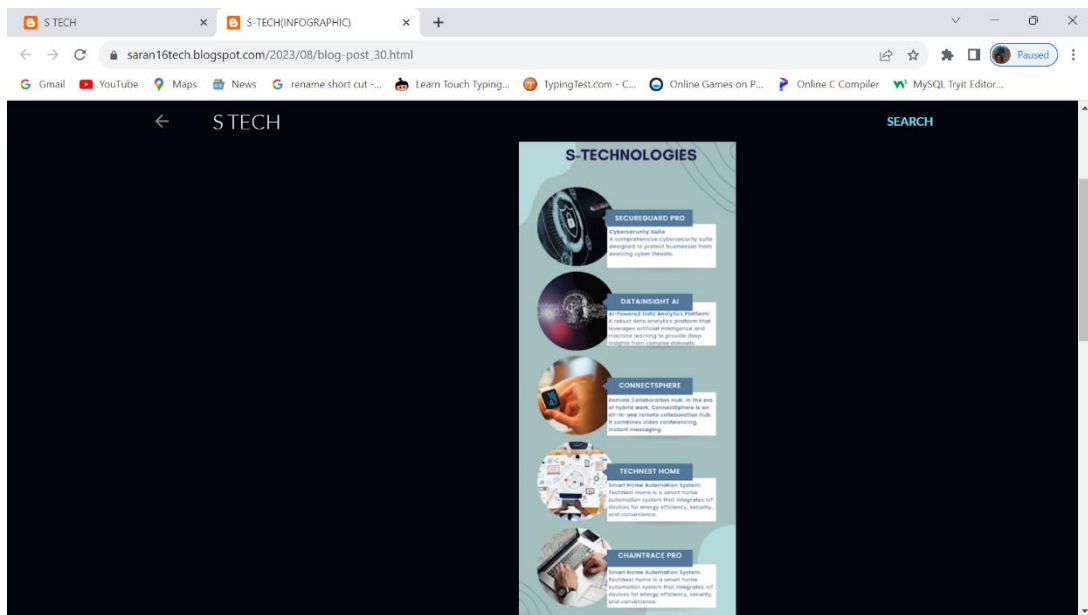 S TECH
S-TECH(INFOGRAPHIC)
saran16tech.blogspot.com/2023/08/blog-post_30.html
Paused
Gmail
YouTube
Maps
News
rename short cut -...
Learn Touch Typing...
TypingTest.com - C...
Online Games on P...
Online C Compiler
MySQL Tryit Editor...
S TECH
SEARCH
S-TECHNOLOGIES
SECUREGUARD PRO
Cybersecurity Suite
A comprehensive cybersecurity suite
designed to protect businesses from
evolving cyber threats.
DATAINSIGHT AI
AI-Powered Data Analytics Platform:
A robust data analytics platform that
leverages artificial intelligence and
machine learning to provide deep
insights from complex datasets
CONNECTSPHERE
Remote Collaboration Hub: In the era
of hybrid work, ConnectSphere is an
all-in-one remote collaboration hub.
It combines video conferencing,
instant messaging.
TECHNEST HOME
Smart Home Automation System:
TechNest Home is a smart home
automation system that integrates IoT
devices for energy efficiency, security,
and convenience.
CHAINTRACE PRO
Smart Home Automation System:
TechNest Home is a smart home
automation system that integrates IoT
devices for energy efficiency, security,
and convenience.